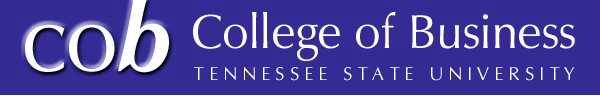 cob College of Business
TENNESSEE STATE UNIVERSITY